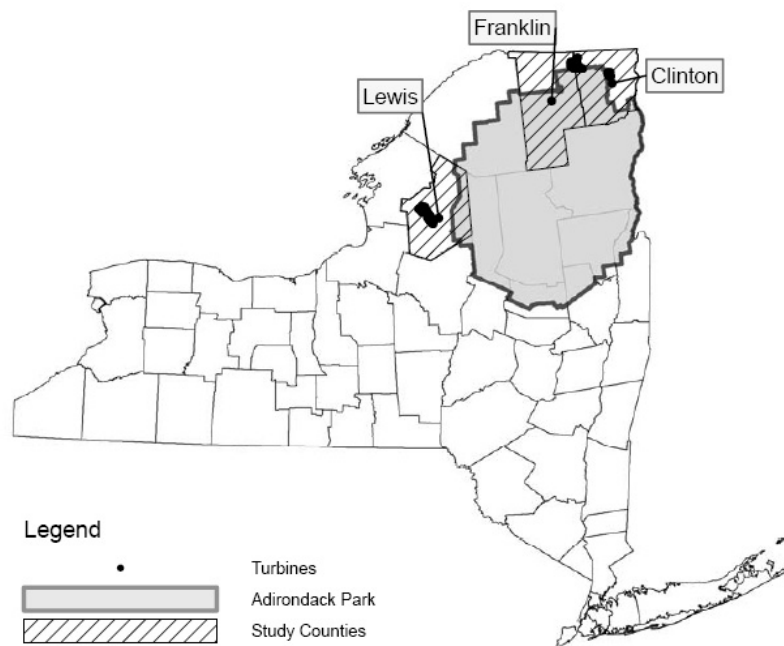 Franklin
Clinton
Lewis
Legend
Turbines
Adirondack Park
Study Counties